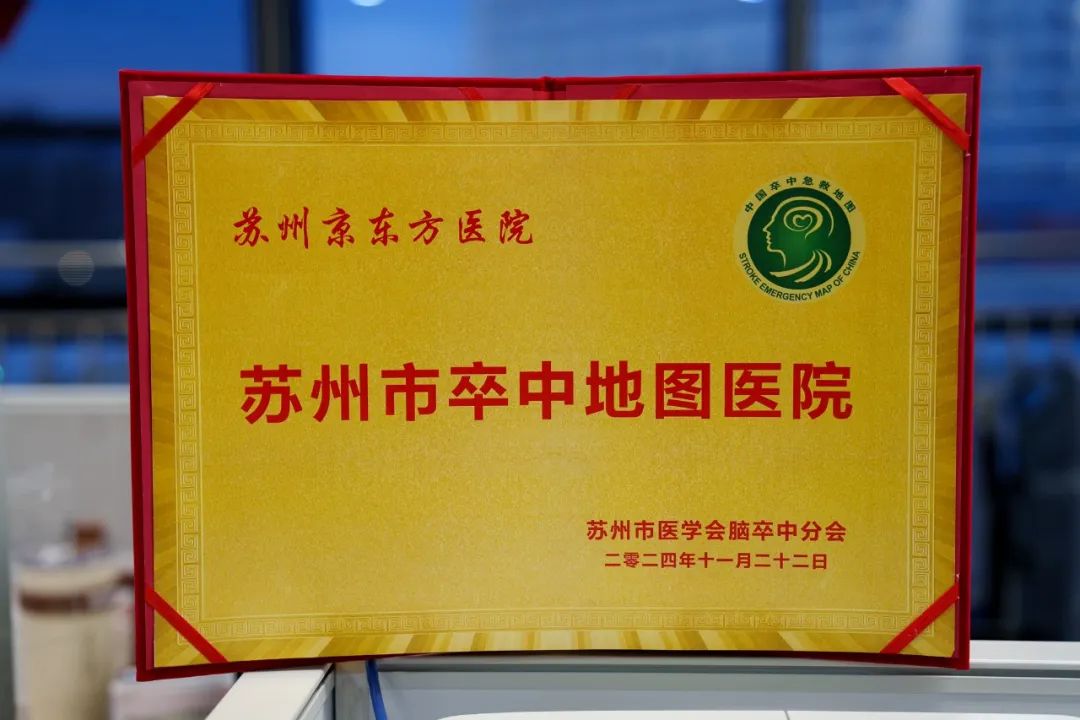 苏州京东方医院
中国卒中急救地图
STROKE EMERGENCY MAP OF CHINA
苏州市卒中地图医院
苏州市医学会脑卒中分会
二零二四年十一月二十二日